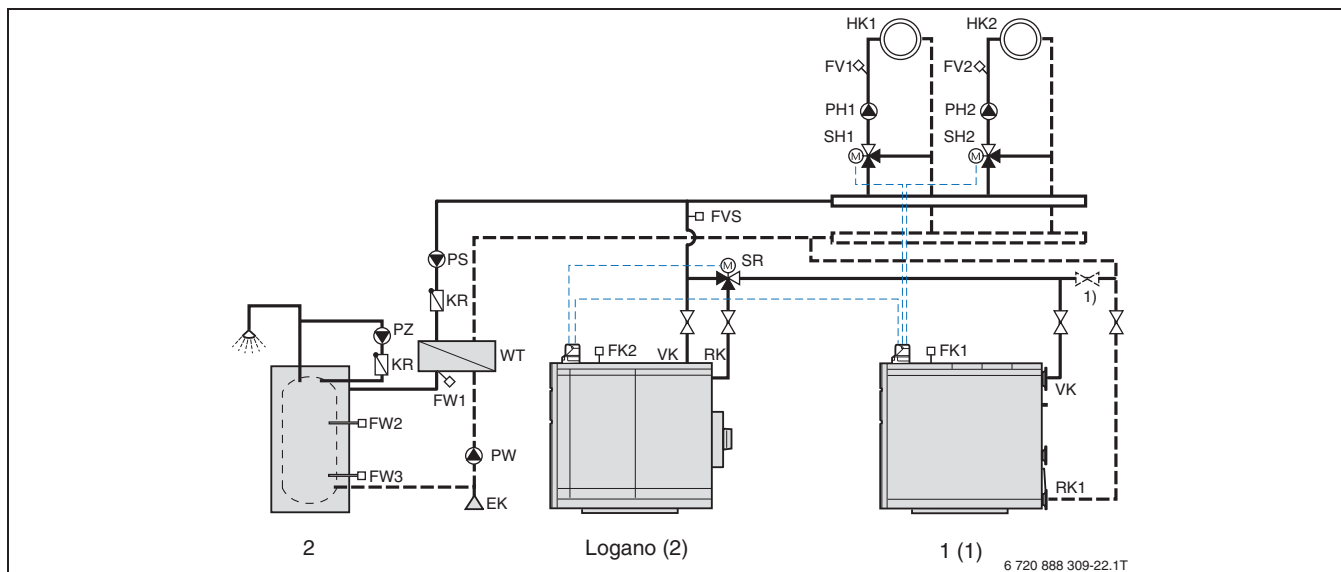 HK1 HK2
FV1 FV2
PH1 PH2
SH1 SH2
M M
FVS
PS M SR
KR 1)
PZ
KR WT FK2 VK RK FK1
VK
FW1
FW2
PW
FW3
RK1
EK
2 Logano (2) 1 (1)
6 720 888 309-22.1T